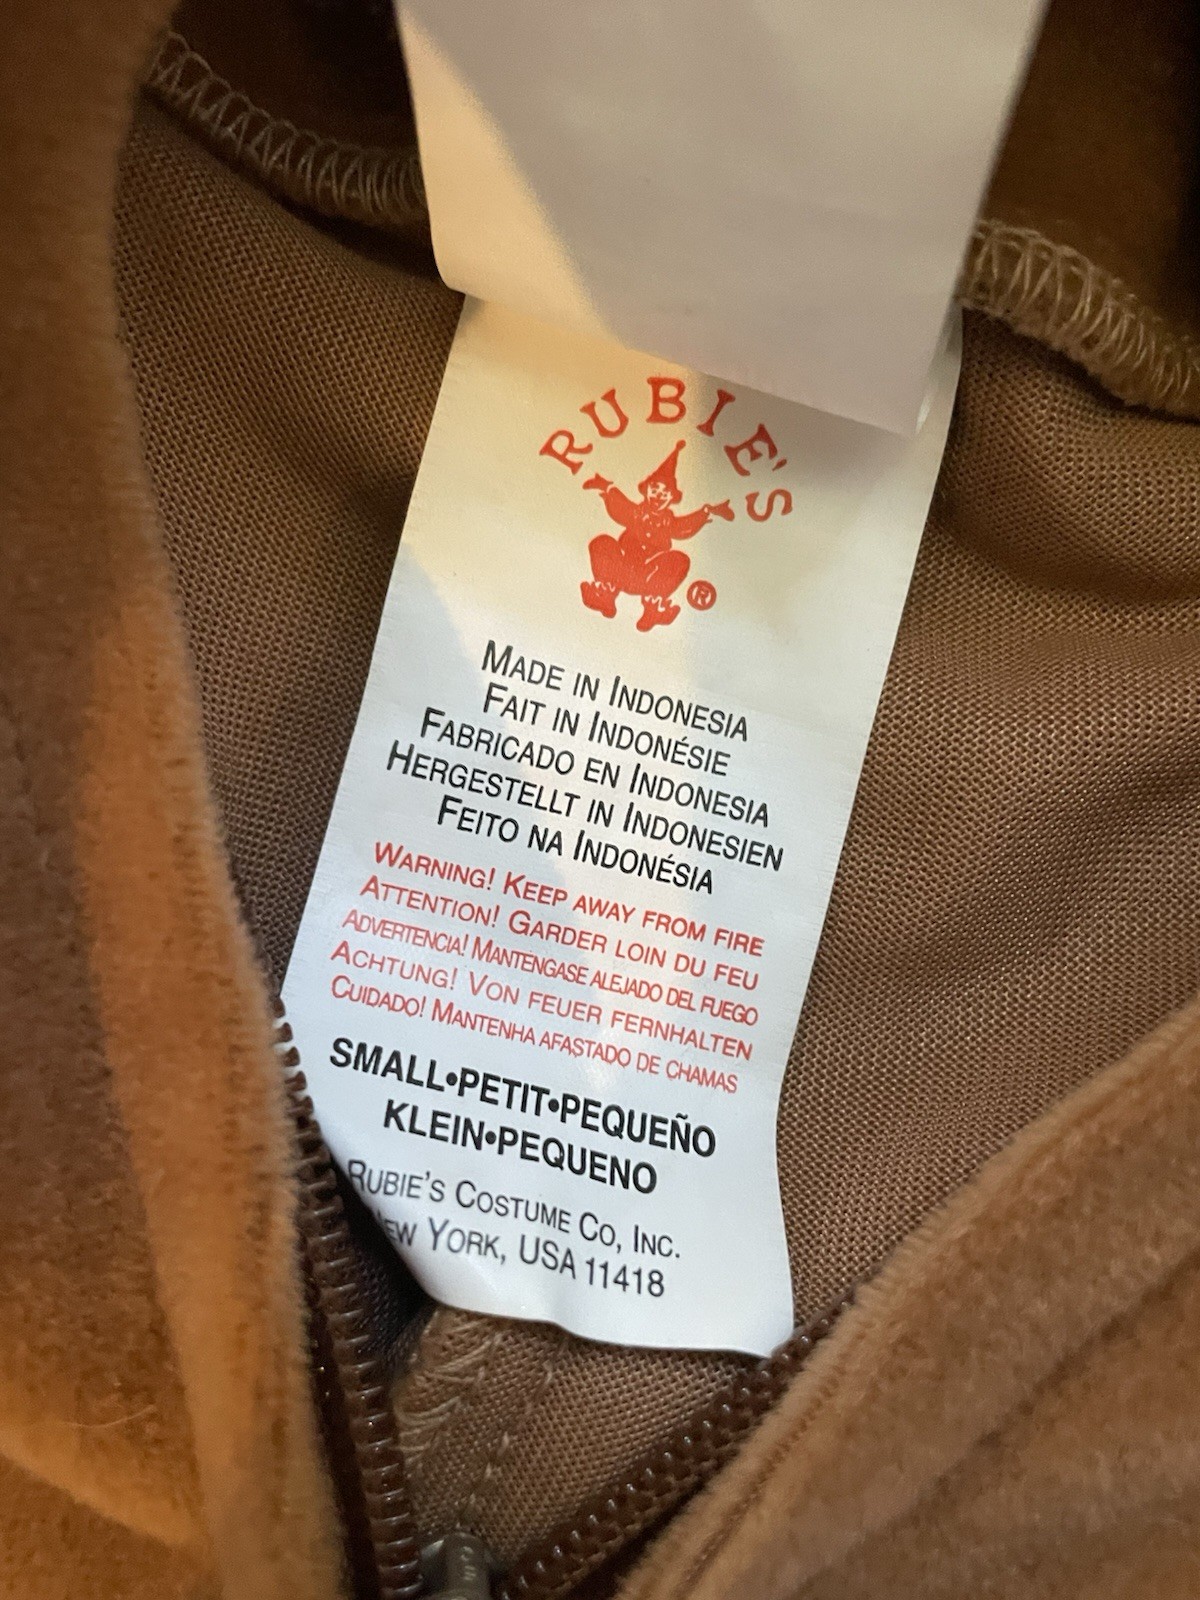 RUBIE'S
®
MADE IN INDONESIA
FAIT IN INDONÉSIE
FABRICADO EN INDONESIA
HERGESTELLT IN INDONESIEN
FEITO NA INDONÉSIA
WARNING! KEEP AWAY FROM FIRE
ATTENTION! GARDER LOIN DU FEU
ADVERTENCIA! MANTENGASE ALEJADO DEL FUEGO
ACHTUNG! VON FEUER FERNHALTEN
CUIDADO! MANTENHA AFASTADO DE CHAMAS
SMALL•PETIT•PEQUEÑO
KLEIN•PEQUENO
RUBIE'S COSTUME CO, INC.
NEW YORK, USA 11418